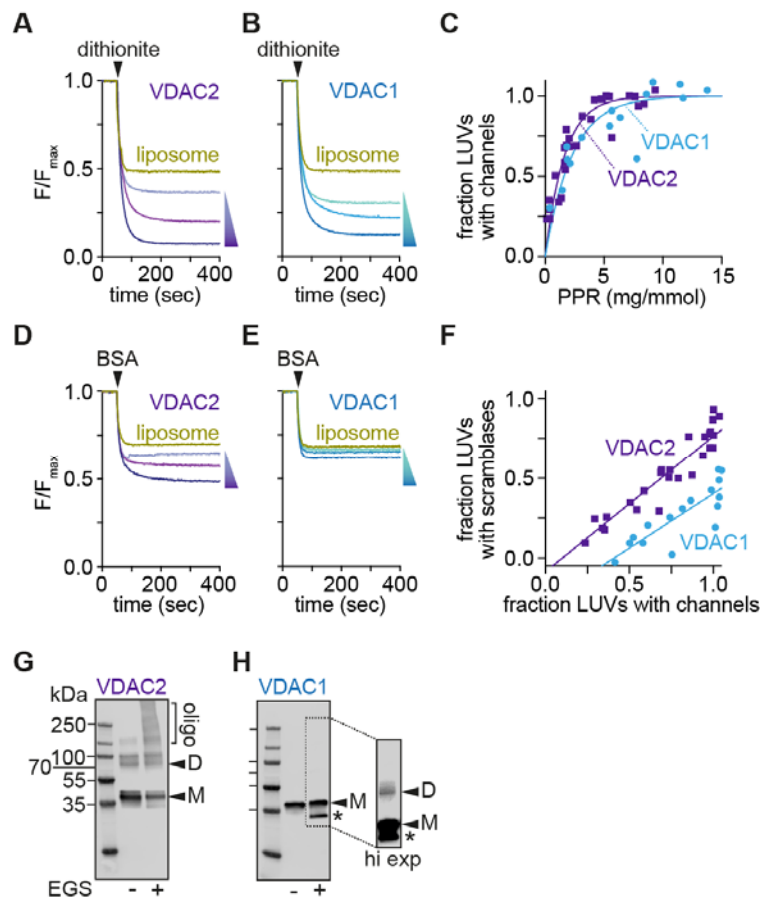 A
dithionite
VDAC2
liposome
1.0
0.5
0.0
F/Fmax
0 200 400
time (sec)
B
dithionite
VDAC1
liposome
1.0
0.5
0.0
0 200 400
time (sec)
C
fraction LUVs
with channels
1.0
0.5
0.0
VDAC1
VDAC2
0 5 10 15
PPR (mg/mmol)
D
BSA
VDAC2
liposome
1.0
0.5
0.0
F/Fmax
0 200 400
time (sec)
E
BSA
VDAC1
liposome
1.0
0.5
0.0
0 200 400
time (sec)
F
fraction LUVs
with scramblases
1.0
0.5
0.0
VDAC2
VDAC1
0.0 0.5 1.0
fraction LUVs with channels
G
kDa
VDAC2
250
100
70
55
35
oligo
D
M
EGS - +
H
VDAC1
M
*
D
M
*
hi exp
- +